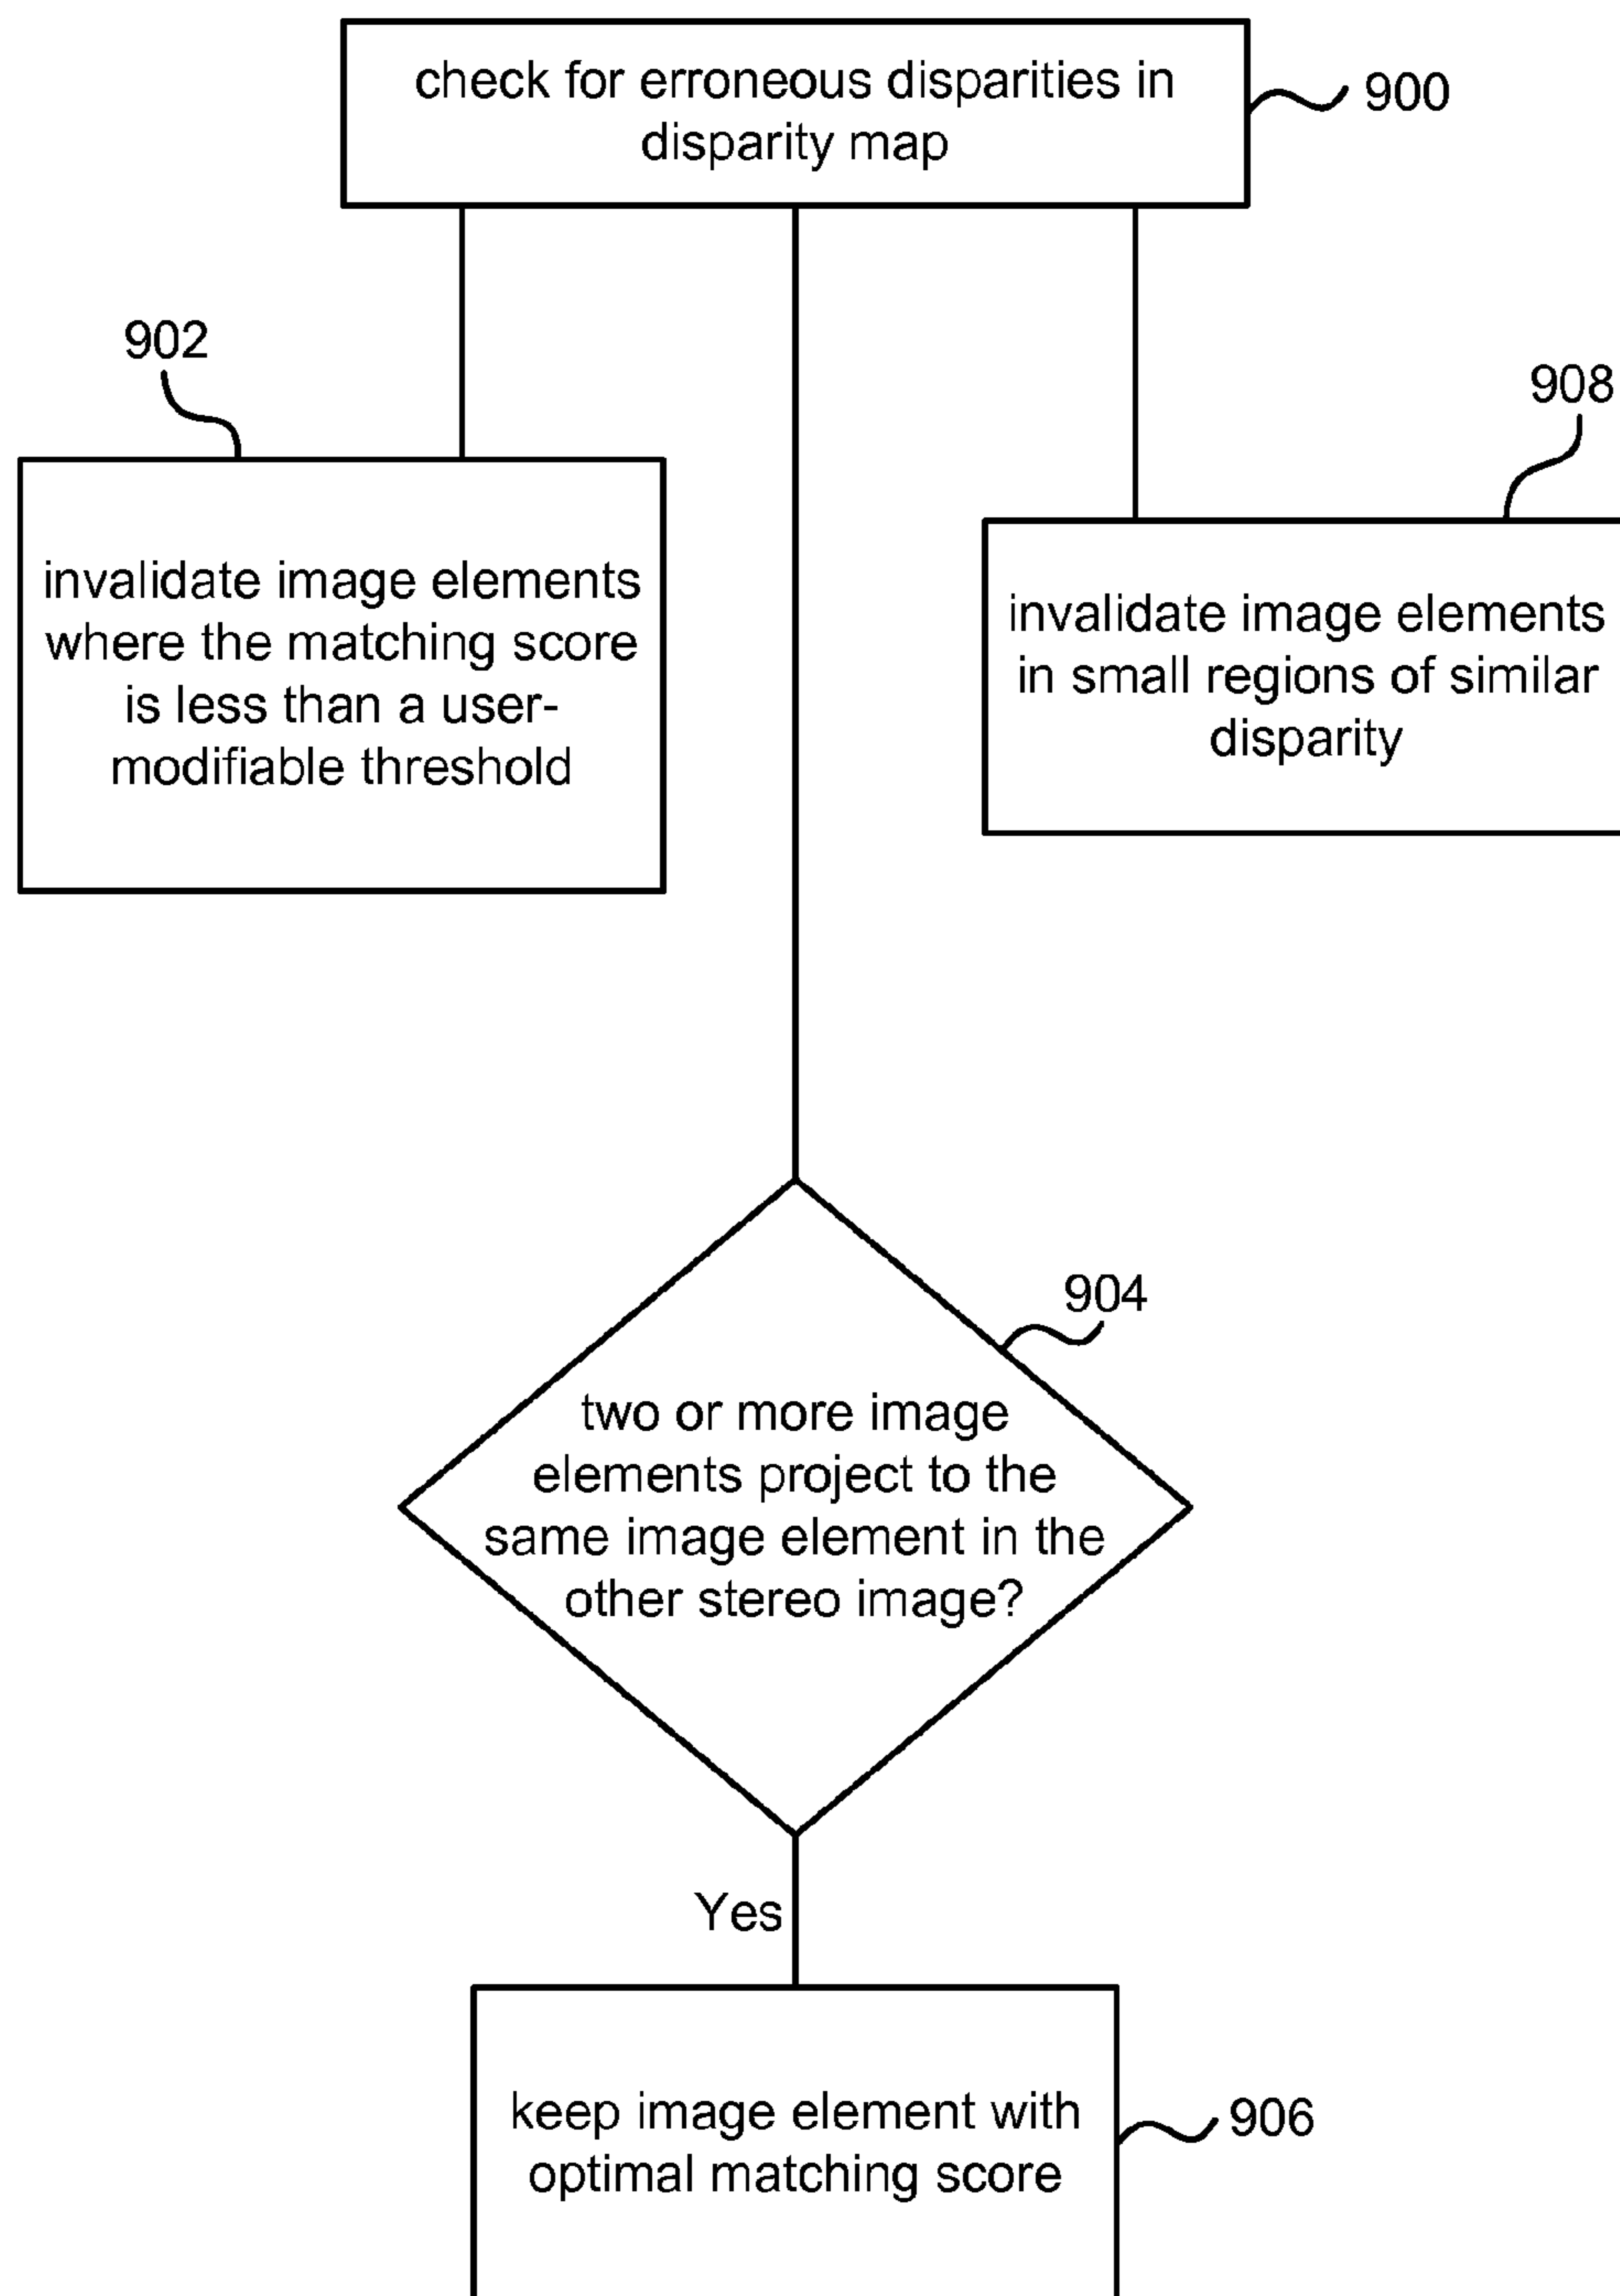 check for erroneous disparities in
disparity map
900
902
908
invalidate image elements
where the matching score
is less than a user-
modifiable threshold
invalidate image elements
in small regions of similar
disparity
904
two or more image
elements project to the
same image element in the
other stereo image?
Yes
keep image element with
optimal matching score
906